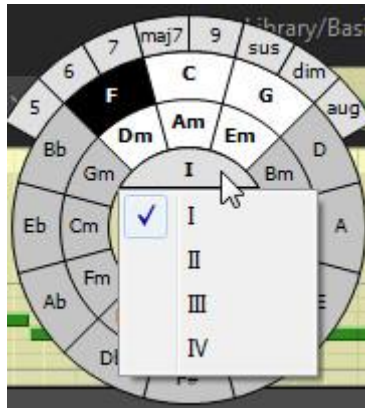 Library/Bas
5 6 7 maj7 9 sus dim aug
Bb F C G D
Gm Dm Am Em Bm
Eb Cm I A
✓ I
Ab Fm II
III
IV